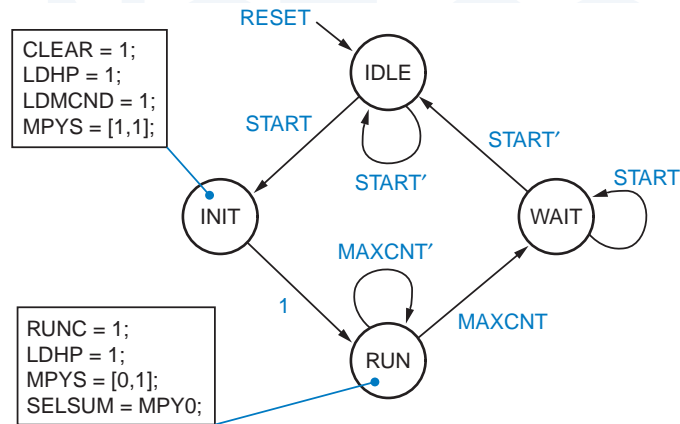 RESET
CLEAR = 1;
LDHP = 1;
LDMCND = 1;
MPYS = [1,1];
IDLE
START
START′
START′
START
INIT
WAIT
MAXCNT′
1
MAXCNT
RUNC = 1;
LDHP = 1;
MPYS = [0,1];
SELSUM = MPY0;
RUN